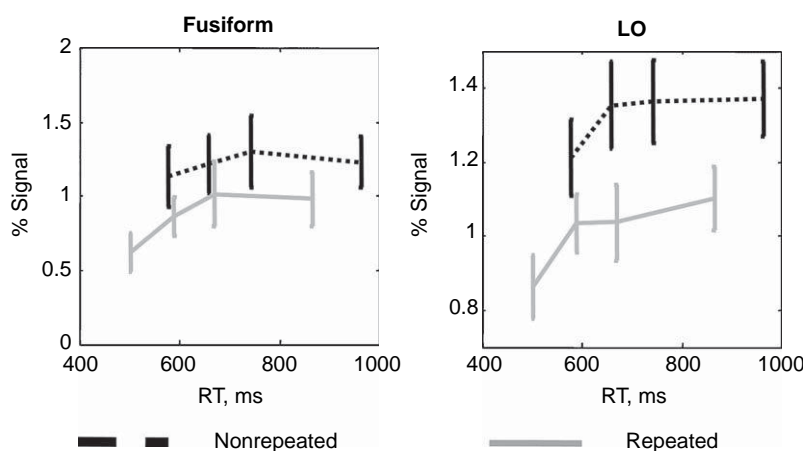 Fusiform
2
1.5
1
0.5
0
% Signal
400 600 800 1000
RT, ms
LO
1.4
1.2
1
0.8
% Signal
400 600 800 1000
RT, ms
Nonrepeated
Repeated